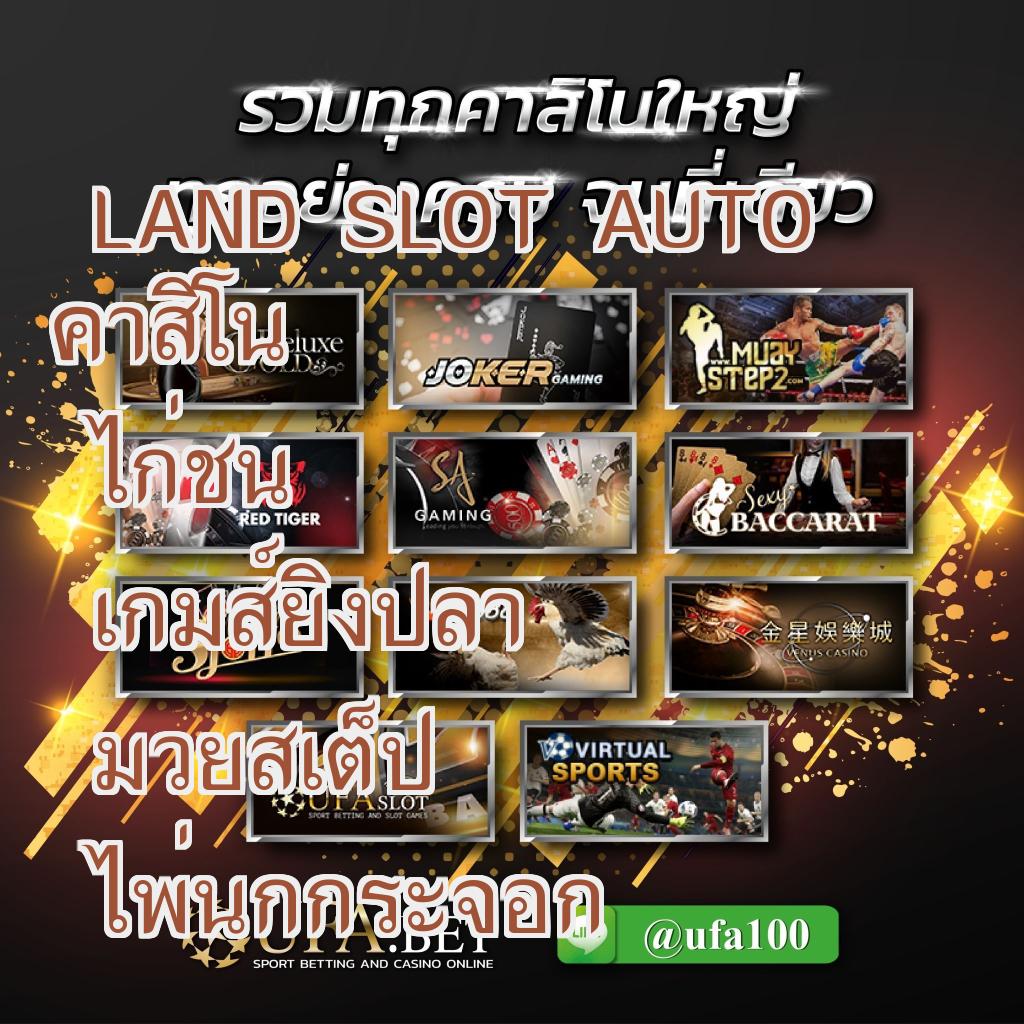 รวมทุกคาสิโนใหญ่
LAND SLOT AUTO
คาสิโน
Deluxe
JOKER GAMING
WWW.MUAY
STEP2.COM
ไก่ชน
RED TIGER
SA
GAMING
Sexy
BACCARAT
เกมส์ยิงปลา
金星娛樂城
VENUS CASINO
มวยสเต็ป
UFASLOT
SPORT BETTING AND SLOT GAMES
VIRTUAL
SPORTS
ไพ่นกกระจอก
UFA.BET
SPORT BETTING AND CASINO ONLINE
@ufa100